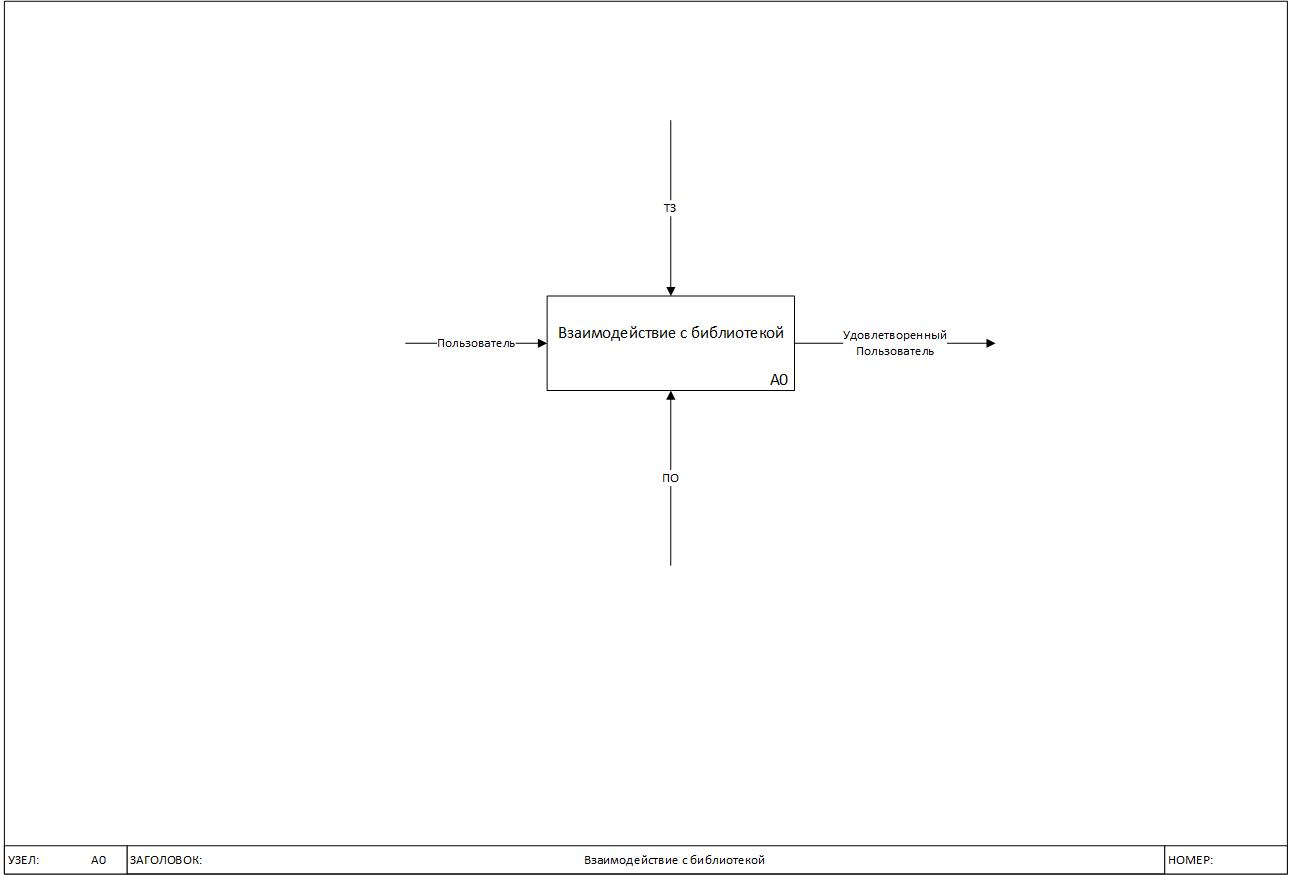 ТЗ
Взаимодействие с библиотекой
А0
Пользователь
Удовлетворенный
Пользователь
ПО
УЗЕЛ: А0 ЗАГОЛОВОК: Взаимодействие с библиотекой НОМЕР: